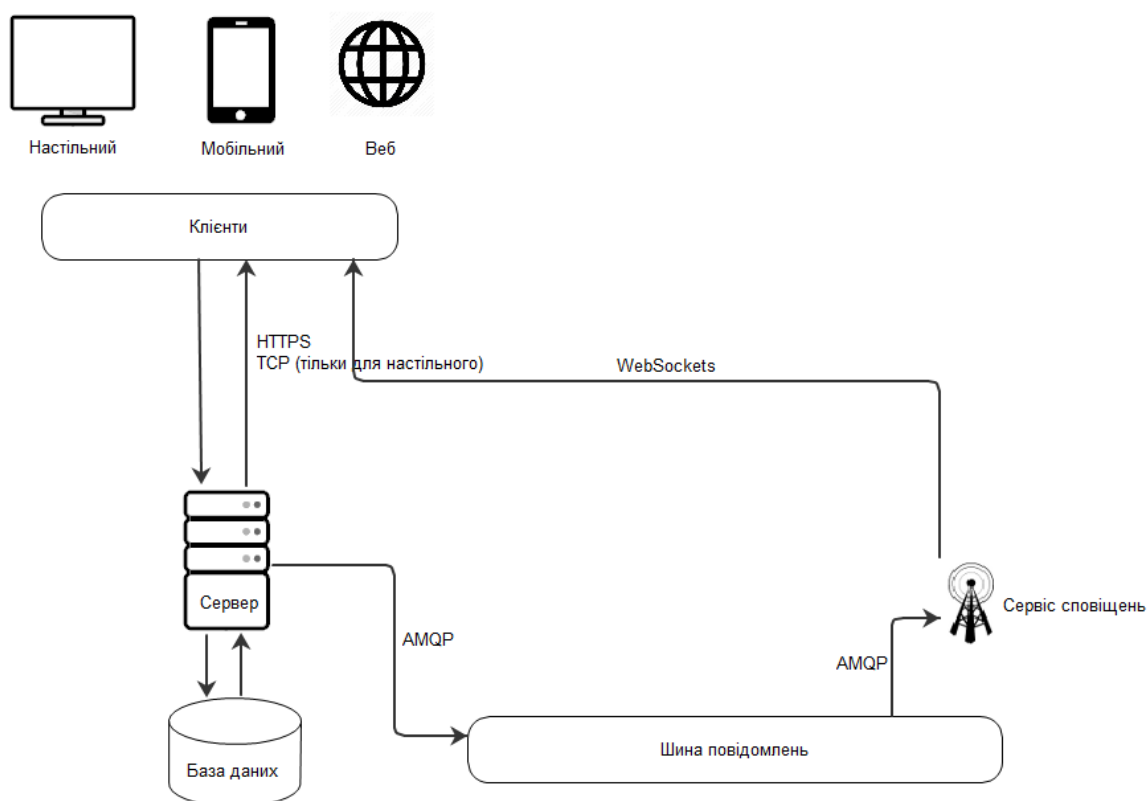 Настільний
Мобільний
Веб
Клієнти
HTTPS
TCP (тільки для настільного)
WebSockets
Сервер
Сервіс сповіщень
AMQP
AMQP
Шина повідомлень
База даних